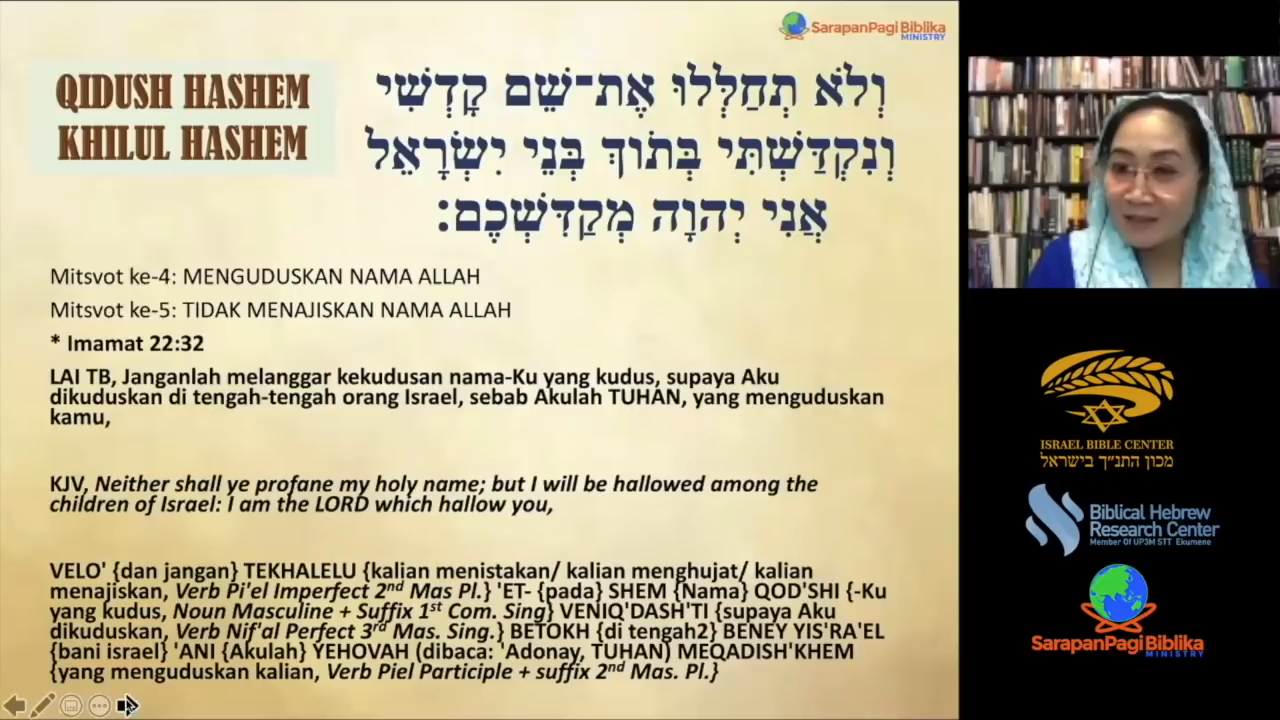 SarapanPagi Biblika
MINISTRY
QIDUSH HASHEM
KHILUL HASHEM
וְלֹא תְחַלְּלוּ אֶת־שֵׁם קָדְשִׁי
וְנִקְדַּשְׁתִּי בְּתוֹךְ בְּנֵי יִשְׂרָאֵל
אֲנִי יְהוָה מְקַדִּשְׁכֶם׃
Mitsvot ke-4: MENGUDUSKAN NAMA ALLAH
Mitsvot ke-5: TIDAK MENAJISKAN NAMA ALLAH
* Imamat 22:32
LAI TB, Janganlah melanggar kekudusan nama-Ku yang kudus, supaya Aku
dikuduskan di tengah-tengah orang Israel, sebab Akulah TUHAN, yang menguduskan
kamu,
KJV, Neither shall ye profane my holy name; but I will be hallowed among the
children of Israel: I am the LORD which hallow you,
VELO' {dan jangan} TEKHALELU {kalian menistakan/ kalian menghujat/ kalian
menajiskan, Verb Pi'el Imperfect 2nd Mas Pl.} 'ET- {pada} SHEM {Nama} QOD'SHI {-Ku
yang kudus, Noun Masculine + Suffix 1st Com. Sing} VENIQ'DASH'TI {supaya Aku
dikuduskan, Verb Nif'al Perfect 3rd Mas. Sing.} BETOKH {di tengah2} BENEY YIS'RA'EL
{bani israel} 'ANI {Akulah} YEHOVAH (dibaca: 'Adonay, TUHAN) MEQADISH'KHEM
{yang menguduskan kalian, Verb Piel Participle + suffix 2nd Mas. Pl.}
ISRAEL BIBLE CENTER
מכון התנ״ך בישראל
Biblical Hebrew
Research Center
Member Of UP3M STT Ekumene
SarapanPagi Biblika
MINISTRY